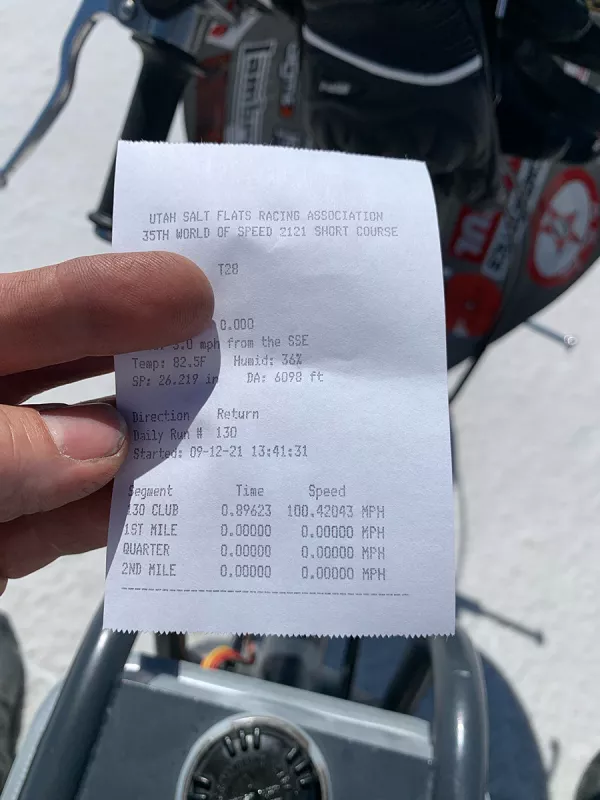 UTAH SALT FLATS RACING ASSOCIATION
35TH WORLD OF SPEED 2121 SHORT COURSE
T28
0.000
mph from the SSE
Temp: 82.5F Humid: 36%
SP: 26.219 in DA: 6098 ft
Direction Return
Daily Run # 130
Started: 09-12-21 13:41:31
Segment Time Speed
130 CLUB 0.89623 100.42043 MPH
1ST MILE 0.00000 0.00000 MPH
QUARTER 0.00000 0.00000 MPH
2ND MILE 0.00000 0.00000 MPH